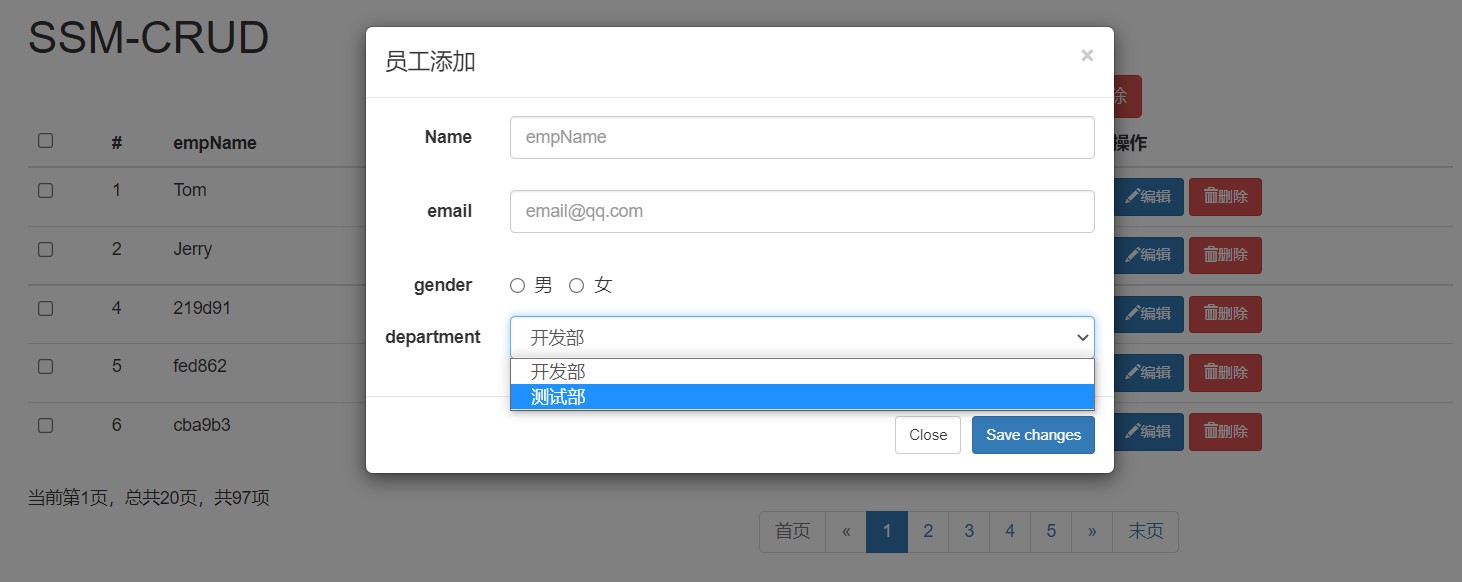 SSM-CRUD
员工添加 ×
除
# empName 操作
Name empName
1 Tom 编辑 删除
email email@qq.com
2 Jerry 编辑 删除
gender 男 女
4 219d91 编辑 删除
department 开发部
开发部
5 fed862 编辑 删除
测试部
6 cba9b3 编辑 删除
Close Save changes
当前第1页，总共20页，共97项
首页 « 1 2 3 4 5 » 末页